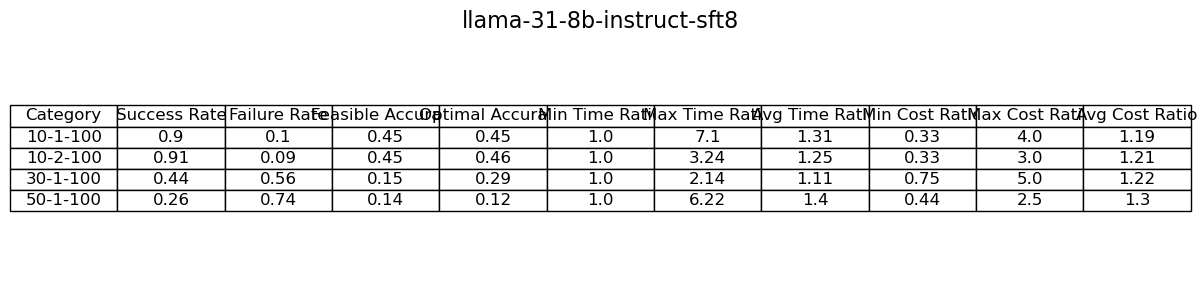 llama-31-8b-instruct-sft8
Category Success Rate Failure Rate Feasible Accura Optimal Accura Min Time Rati Max Time Rati Avg Time Rati Min Cost Rati Max Cost Rati Avg Cost Ratio
10-1-100 0.9 0.1 0.45 0.45 1.0 7.1 1.31 0.33 4.0 1.19
10-2-100 0.91 0.09 0.45 0.46 1.0 3.24 1.25 0.33 3.0 1.21
30-1-100 0.44 0.56 0.15 0.29 1.0 2.14 1.11 0.75 5.0 1.22
50-1-100 0.26 0.74 0.14 0.12 1.0 6.22 1.4 0.44 2.5 1.3